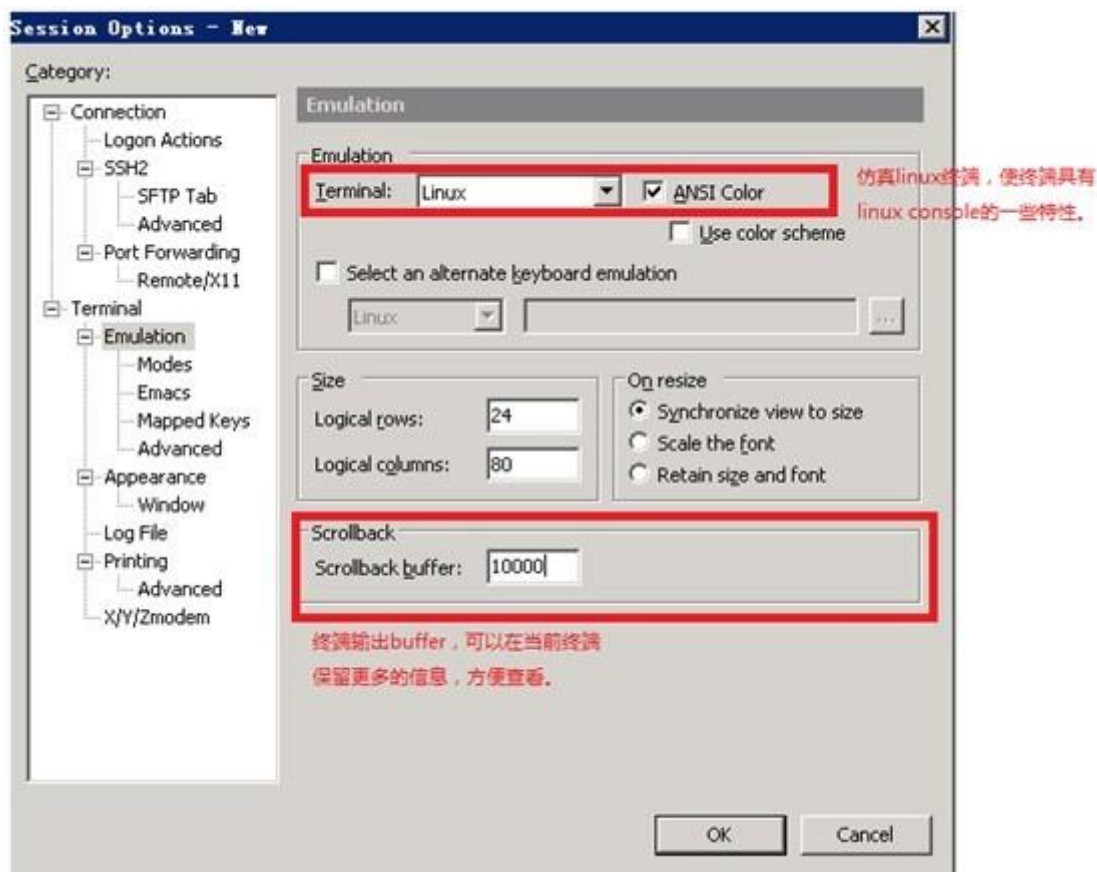 Session Options - New
Category:
Connection
Logon Actions
SSH2
SFTP Tab
Advanced
Port Forwarding
Remote/X11
Terminal
Emulation
Modes
Emacs
Mapped Keys
Advanced
Appearance
Window
Log File
Printing
Advanced
X/Y/Zmodem
Emulation
Emulation
Terminal: Linux ANSI Color
Use color scheme
Select an alternate keyboard emulation
Linux ...
Size
Logical rows: 24
Logical columns: 80
On resize
Synchronize view to size
Scale the font
Retain size and font
Scrollback
Scrollback buffer: 10000
仿真linux终端，使终端具有
linux console的一些特性。
终端输出buffer，可以在当前终端
保留更多的信息，方便查看。
OK Cancel